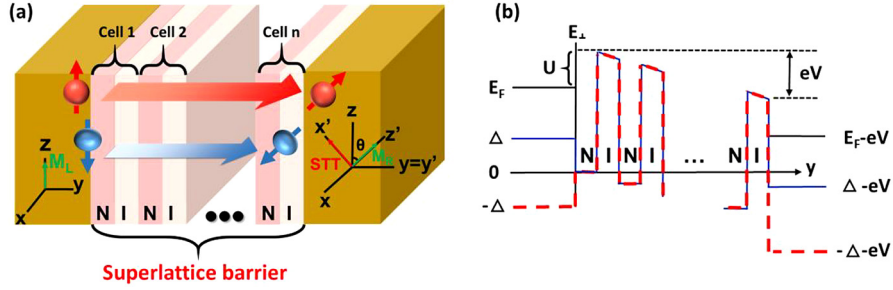 (a)
Cell 1 Cell 2 Cell n
z
M_L
y
x
x' z z'
θ
STT M_R
y=y'
x
N I N I ●●● N I
Superlattice barrier
(b)
E⊥
U
eV
E_F
E_F-eV
Δ
N I N I ... N I
0
y
Δ -eV
-Δ
-Δ-eV